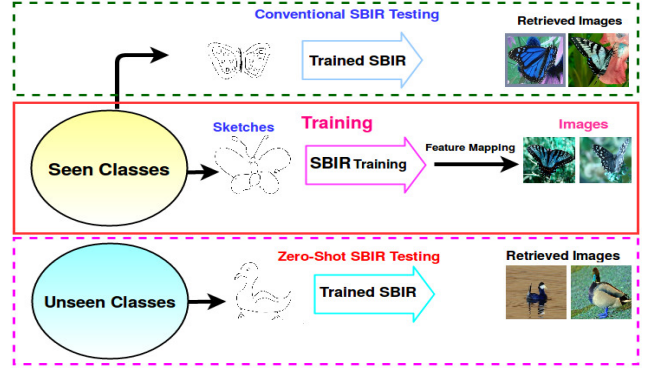 Conventional SBIR Testing
Retrieved Images
Trained SBIR
Training
Sketches
Images
Seen Classes
SBIR Training
Feature Mapping
Zero-Shot SBIR Testing
Retrieved Images
Unseen Classes
Trained SBIR